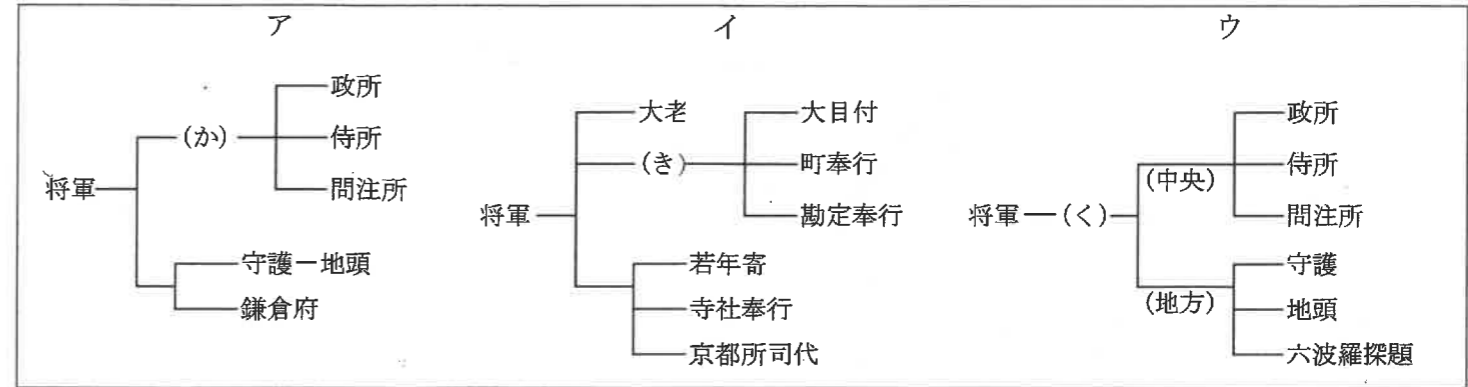 ア
政所
(か)
侍所
将軍
問注所
守護－地頭
鎌倉府
イ
大老
大目付
(き)
町奉行
将軍
勘定奉行
若年寄
寺社奉行
京都所司代
ウ
政所
(中央)
侍所
将軍
(く)
問注所
守護
(地方)
地頭
六波羅探題